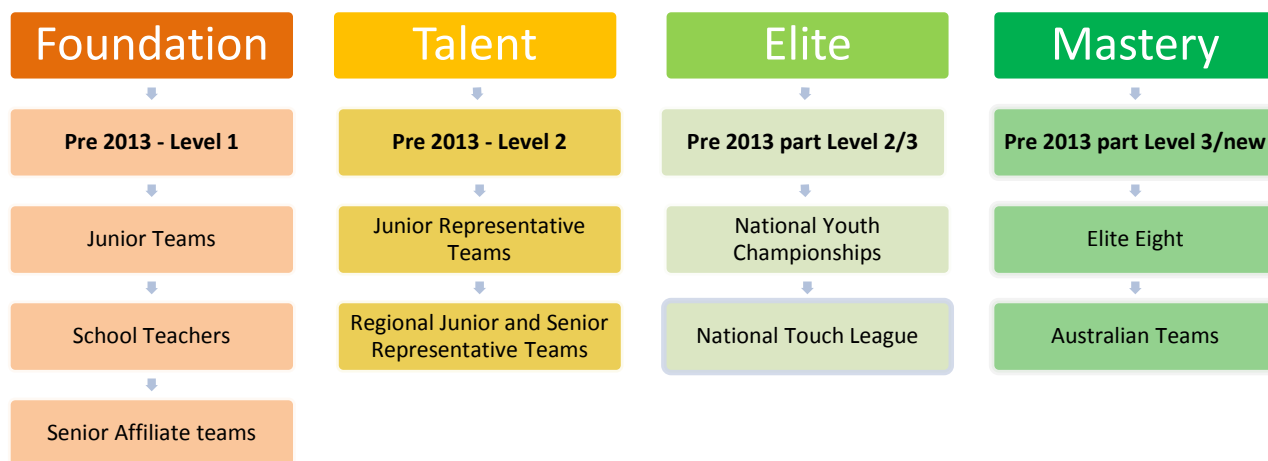 Foundation
Pre 2013 - Level 1
Junior Teams
School Teachers
Senior Affiliate teams
Talent
Pre 2013 - Level 2
Junior Representative
Teams
Regional Junior and Senior
Representative Teams
Elite
Pre 2013 part Level 2/3
National Youth
Championships
National Touch League
Mastery
Pre 2013 part Level 3/new
Elite Eight
Australian Teams